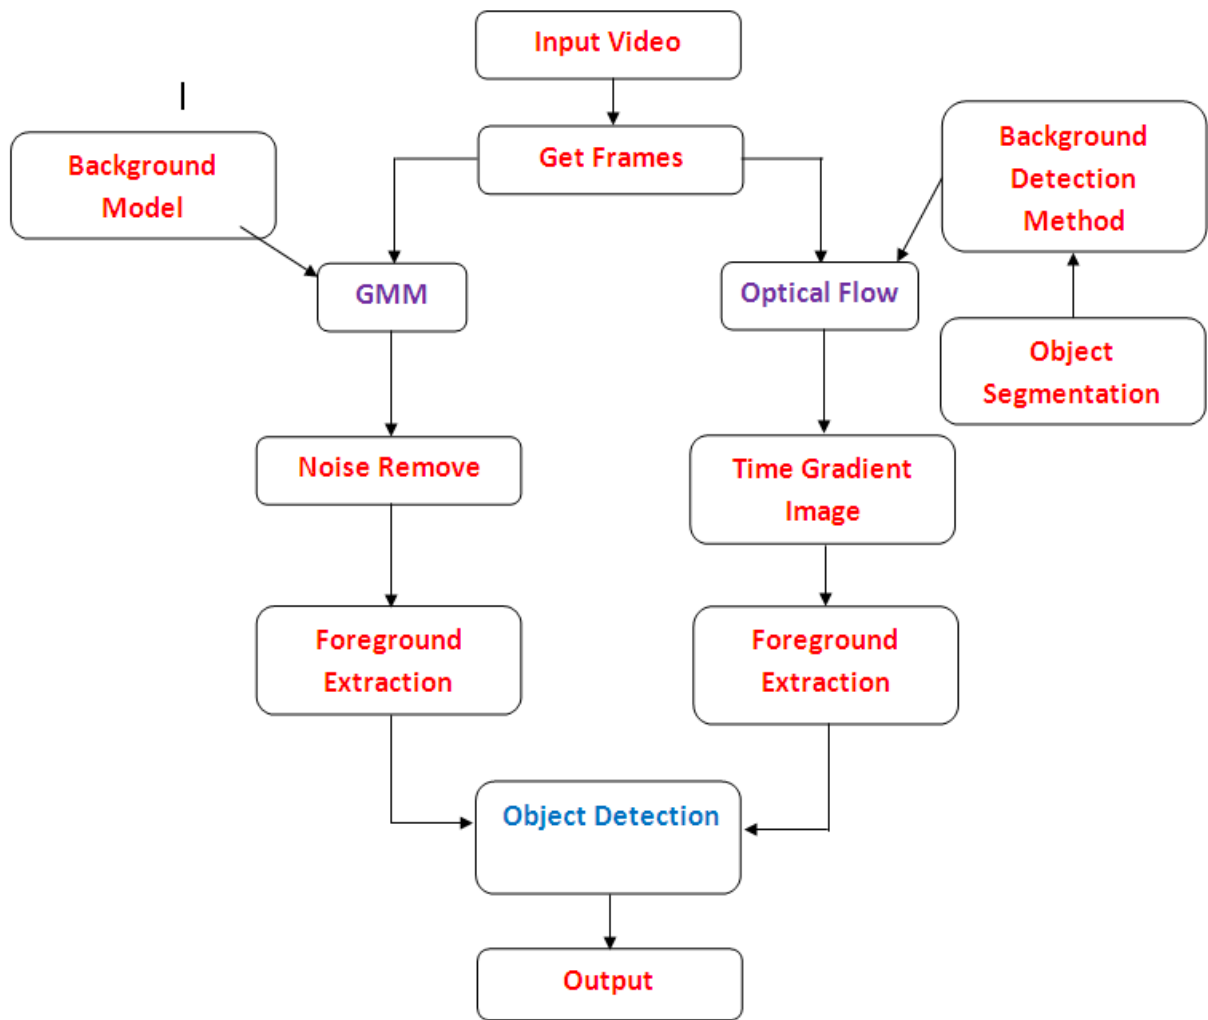 Input Video
Get Frames
Background
Model
Background
Detection
Method
GMM
Optical Flow
Object
Segmentation
Noise Remove
Time Gradient
Image
Foreground
Extraction
Foreground
Extraction
Object Detection
Output